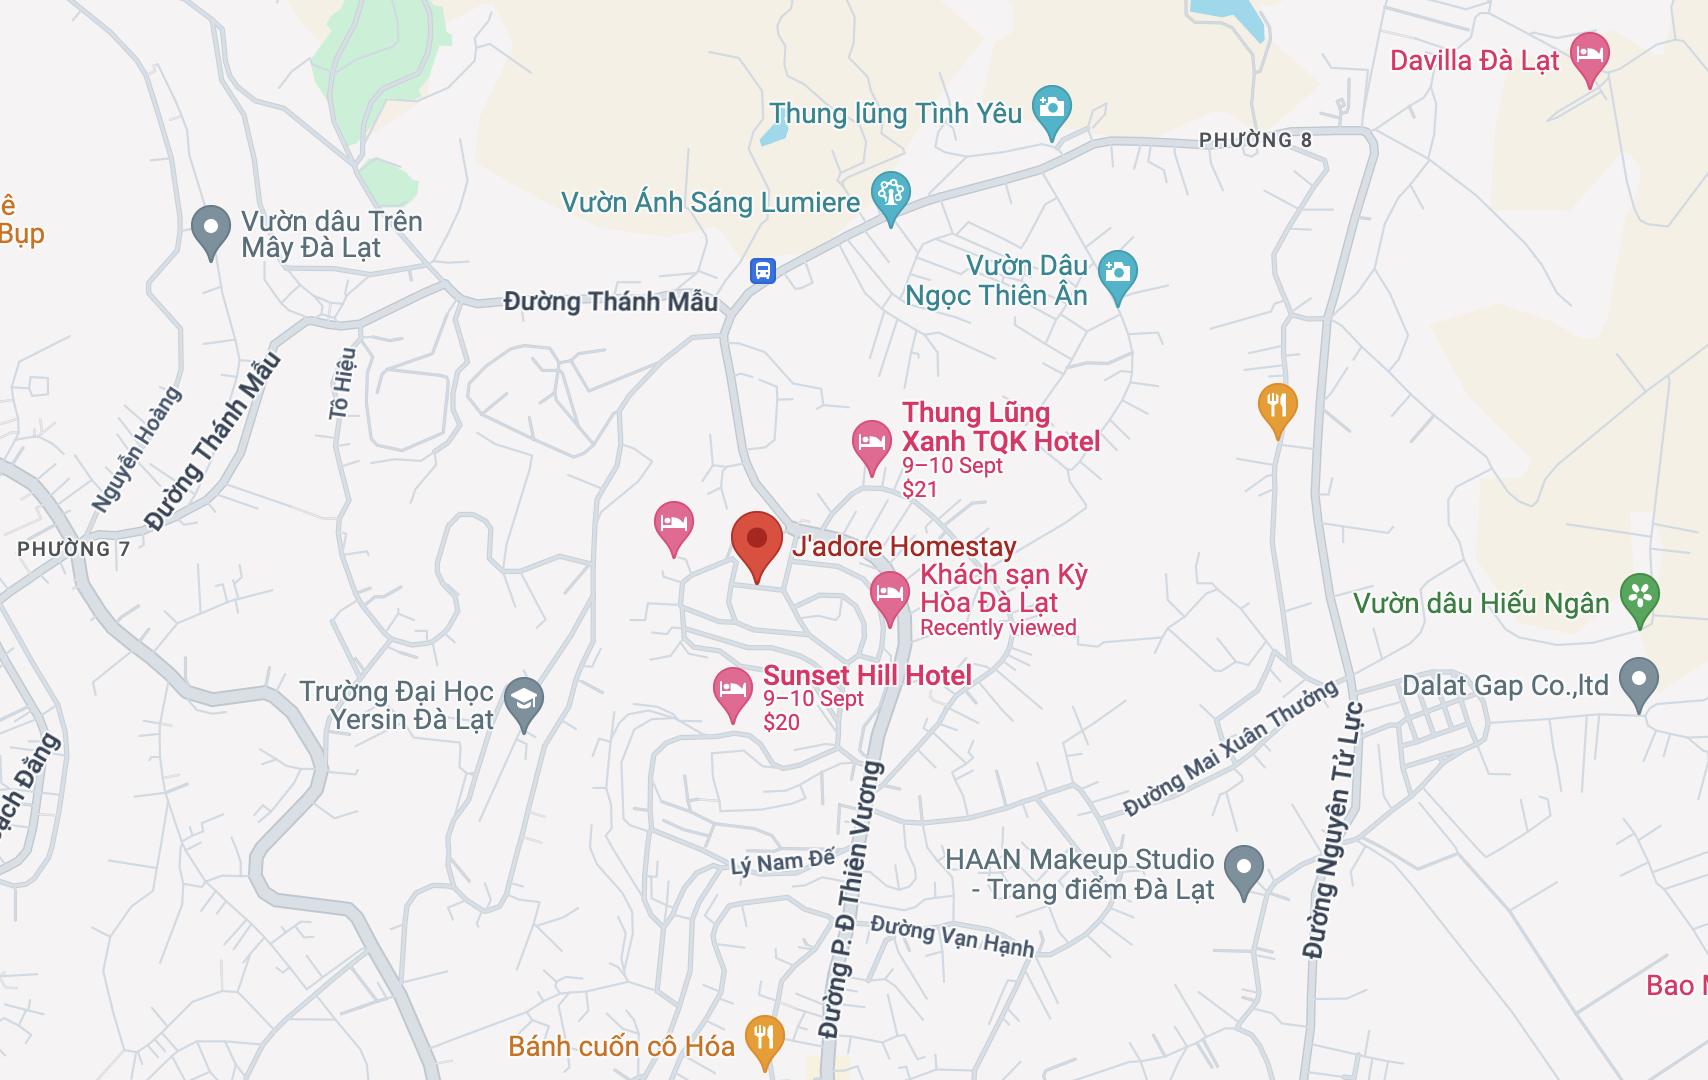 Davilla Đà Lạt
Thung lũng Tình Yêu
PHƯỜNG 8
Vườn Ánh Sáng Lumiere
ê
Bụp
Vườn dâu Trên
Mây Đà Lạt
Vườn Dâu
Ngọc Thiên Ân
Đường Thánh Mẫu
Tô Hiệu
Nguyễn Hoàng
Đường Thánh Mẫu
Thung Lũng
Xanh TQK Hotel
9–10 Sept
$21
PHƯỜNG 7
J'adore Homestay
Khách sạn Kỳ
Hòa Đà Lạt
Recently viewed
Vườn dâu Hiếu Ngân
Sunset Hill Hotel
9–10 Sept
$20
Trường Đại Học
Yersin Đà Lạt
Dalat Gap Co.,ltd
Đường Mai Xuân Thưởng
Đường Nguyên Tử Lực
ạch Đằng
Lý Nam Đế
Đường P. Đ Thiên Vương
HAAN Makeup Studio
- Trang điểm Đà Lạt
Đường Vạn Hạnh
Bao
Bánh cuốn cô Hóa